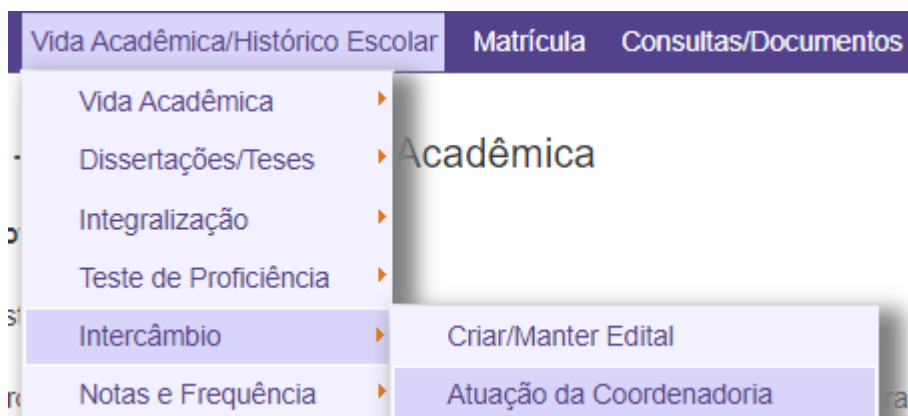 Vida Acadêmica/Histórico Escolar Matrícula Consultas/Documentos
Vida Acadêmica
Acadêmica
Dissertações/Teses
Integralização
Teste de Proficiência
Intercâmbio
Criar/Manter Edital
Notas e Frequência
Atuação da Coordenadoria